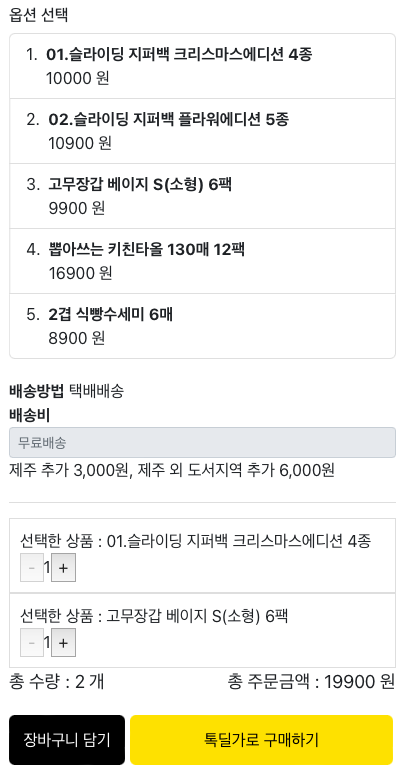 옵션 선택
1. 01.슬라이딩 지퍼백 크리스마스에디션 4종
10000 원
2. 02.슬라이딩 지퍼백 플라워에디션 5종
10900 원
3. 고무장갑 베이지 S(소형) 6팩
9900 원
4. 뽑아쓰는 키친타올 130매 12팩
16900 원
5. 2겹 식빵수세미 6매
8900 원
배송방법 택배배송
배송비
무료배송
제주 추가 3,000원, 제주 외 도서지역 추가 6,000원
선택한 상품 : 01.슬라이딩 지퍼백 크리스마스에디션 4종
- 1 +
선택한 상품 : 고무장갑 베이지 S(소형) 6팩
- 1 +
총 수량 : 2 개 총 주문금액 : 19900 원
장바구니 담기 톡딜가로 구매하기